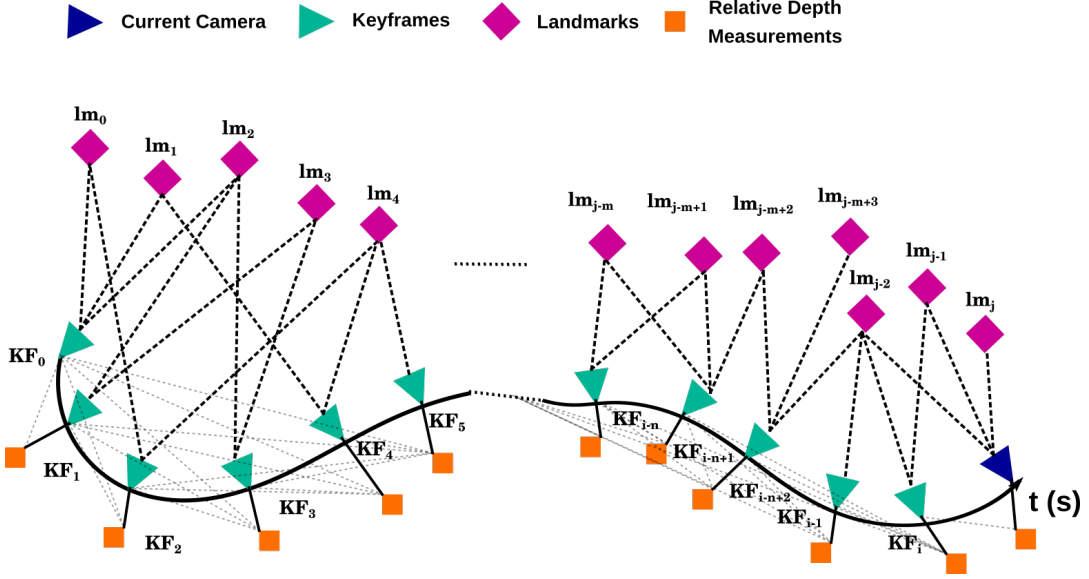 Current Camera
Keyframes
Landmarks
Relative Depth
Measurements
lm0
lm1
lm2
lm3
lm4
lmj-m
lmj-m+1
lmj-m+2
lmj-m+3
lmj-2
lmj-1
lmj
KF0
KF1
KF2
KF3
KF4
KF5
KFi-n
KFi-n+1
KFi-n+2
KFi-1
KFi
t (s)